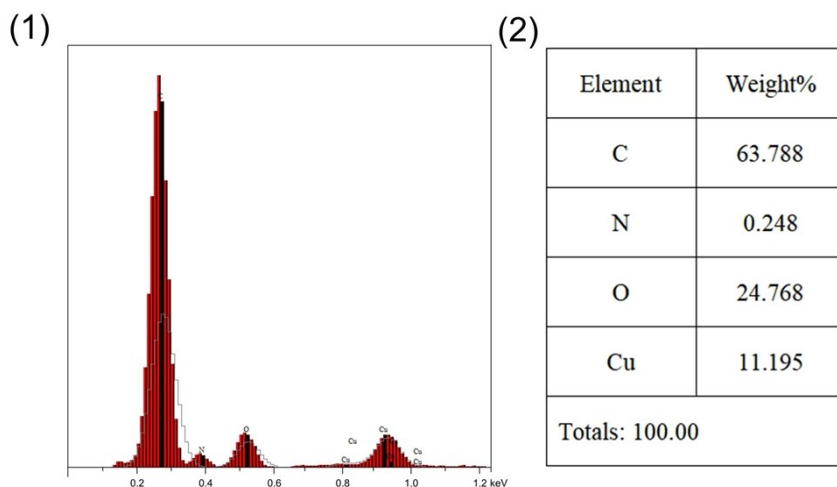 (1)
(2)
C
N
O
Cu
Cu
Cu
Cu
Cu
0.2 0.4 0.6 0.8 1.0 1.2 keV
Element Weight%
C 63.788
N 0.248
O 24.768
Cu 11.195
Totals: 100.00